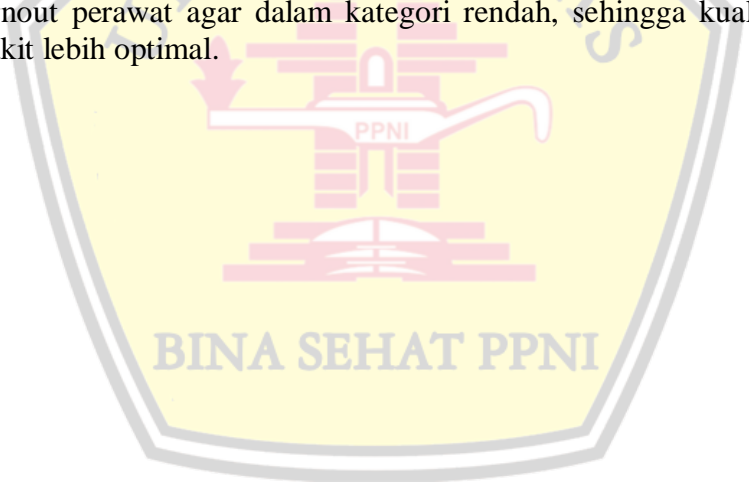 nout perawat agar dalam kategori rendah, sehingga kual
kit lebih optimal.
PPNI
BINA SEHAT PPNI